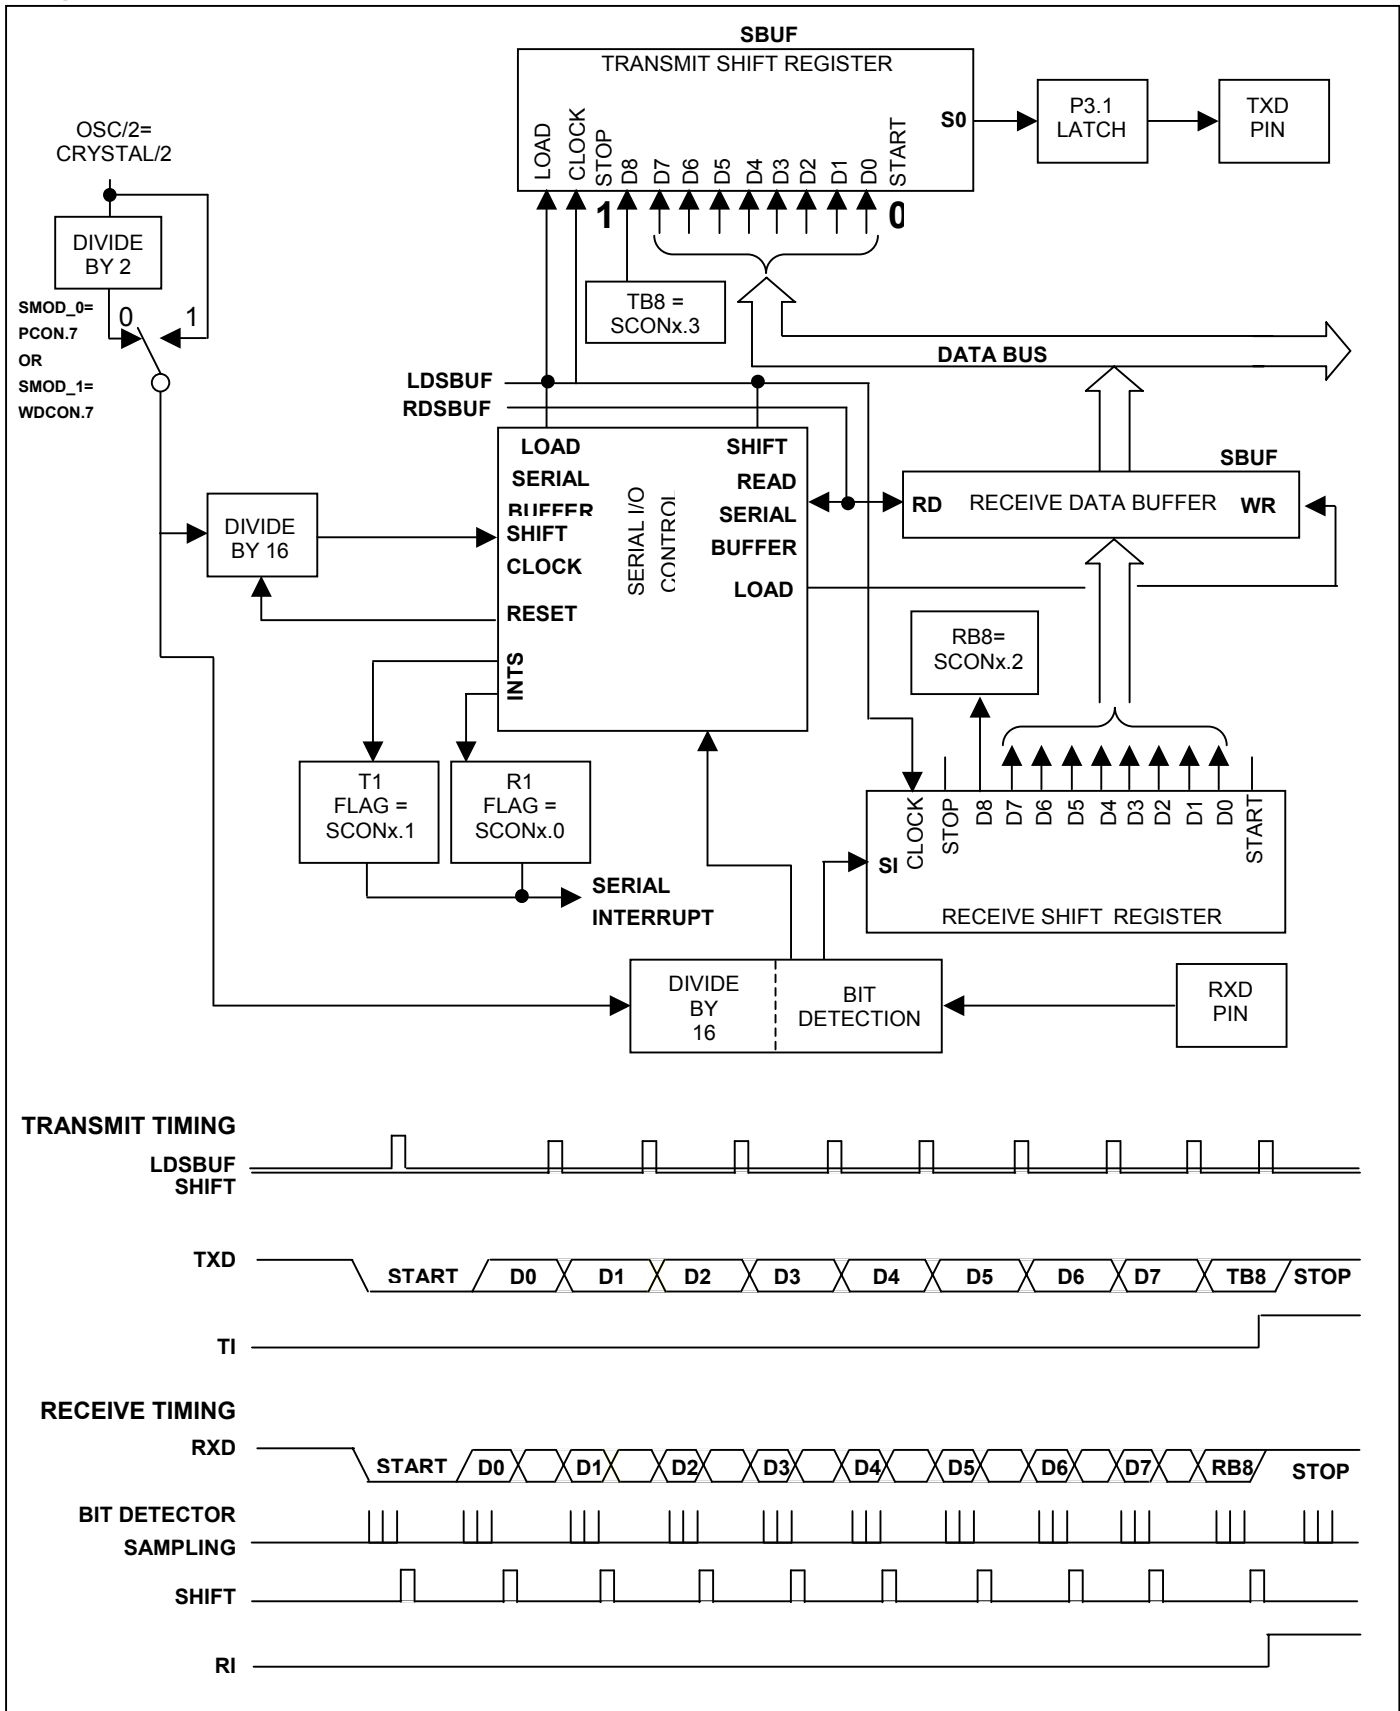 SBUF
TRANSMIT SHIFT REGISTER
LOAD
CLOCK
STOP
D8
D7
D6
D5
D4
D3
D2
D1
D0
START
S0
P3.1
LATCH
TXD
PIN
1
0
OSC/2=
CRYSTAL/2
DIVIDE
BY 2
SMOD_0=
PCON.7
OR
SMOD_1=
WDCON.7
0
1
TB8 =
SCONx.3
DATA BUS
LDSBUF
RDSBUF
LOAD
SERIAL
BUFFER
SHIFT
CLOCK
RESET
INTS
SERIAL I/O
CONTROL
SHIFT
READ
SERIAL
BUFFER
LOAD
SBUF
RD
RECEIVE DATA BUFFER
WR
DIVIDE
BY 16
RB8=
SCONx.2
T1
FLAG =
SCONx.1
R1
FLAG =
SCONx.0
SERIAL
INTERRUPT
CLOCK
STOP
D8
D7
D6
D5
D4
D3
D2
D1
D0
START
SI
RECEIVE SHIFT REGISTER
DIVIDE
BY
16
BIT
DETECTION
RXD
PIN
TRANSMIT TIMING
LDSBUF
SHIFT
TXD
START D0 D1 D2 D3 D4 D5 D6 D7 TB8 STOP
TI
RECEIVE TIMING
RXD
START D0 D1 D2 D3 D4 D5 D6 D7 RB8 STOP
BIT DETECTOR
SAMPLING
SHIFT
RI